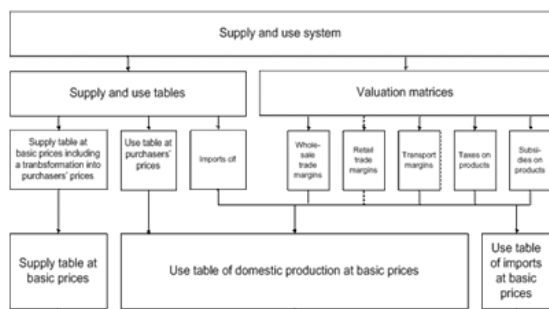 Supply and use system
Supply and use tables
Valuation matrices
Supply table at
basic prices including
a tranbsformation into
purchasers' prices
Use table at
purchasers'
prices
Imports cif
Whole-
sale
trade
margins
Retail
trade
margins
Transport
margins
Taxes on
products
Subsi-
dies on
products
Supply table at
basic prices
Use table of domestic production at basic prices
Use table
of imports
at basic
prices